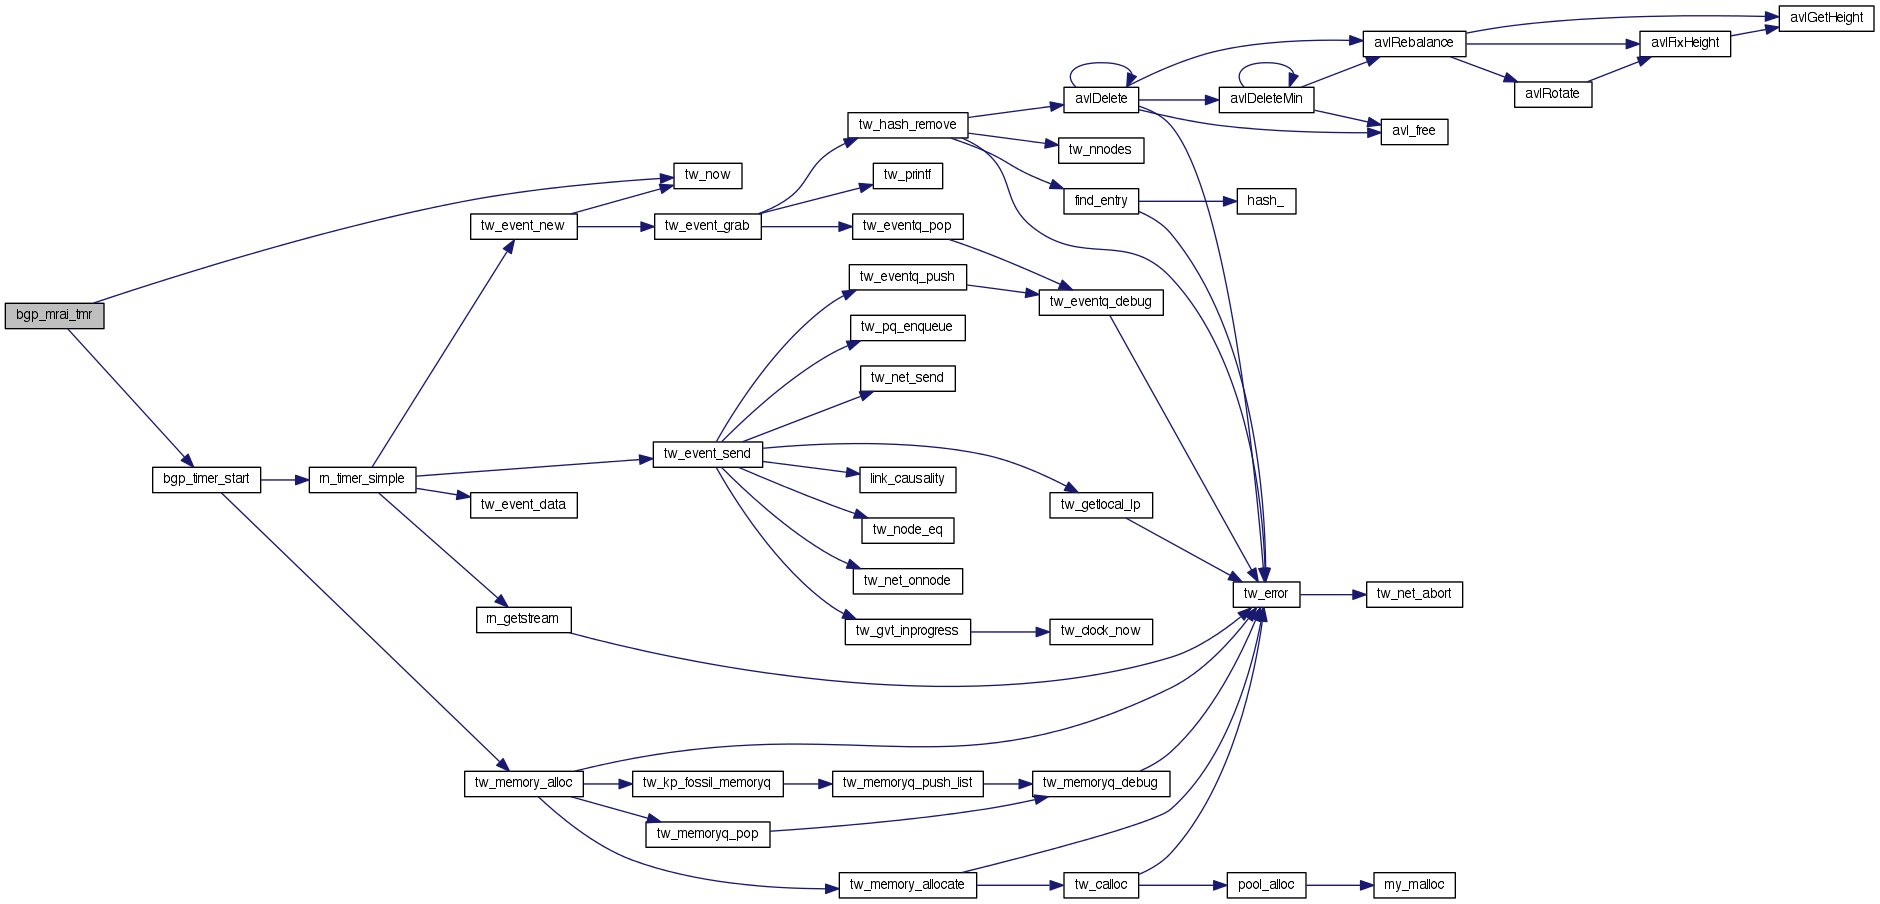 avlGetHeight
avlRebalance
avlFixHeight
avlDelete
avlDeleteMin
avlRotate
tw_hash_remove
avl_free
tw_nnodes
tw_now
tw_printf
find_entry
hash_
tw_event_new
tw_event_grab
tw_eventq_pop
tw_eventq_push
tw_eventq_debug
bgp_mrai_tmr
tw_pq_enqueue
tw_net_send
tw_event_send
bgp_timer_start
rn_timer_simple
link_causality
tw_event_data
tw_getlocal_lp
tw_node_eq
tw_net_onnode
tw_error
tw_net_abort
rn_getstream
tw_gvt_inprogress
tw_clock_now
tw_memory_alloc
tw_kp_fossil_memoryq
tw_memoryq_push_list
tw_memoryq_debug
tw_memoryq_pop
tw_memory_allocate
tw_calloc
pool_alloc
my_malloc